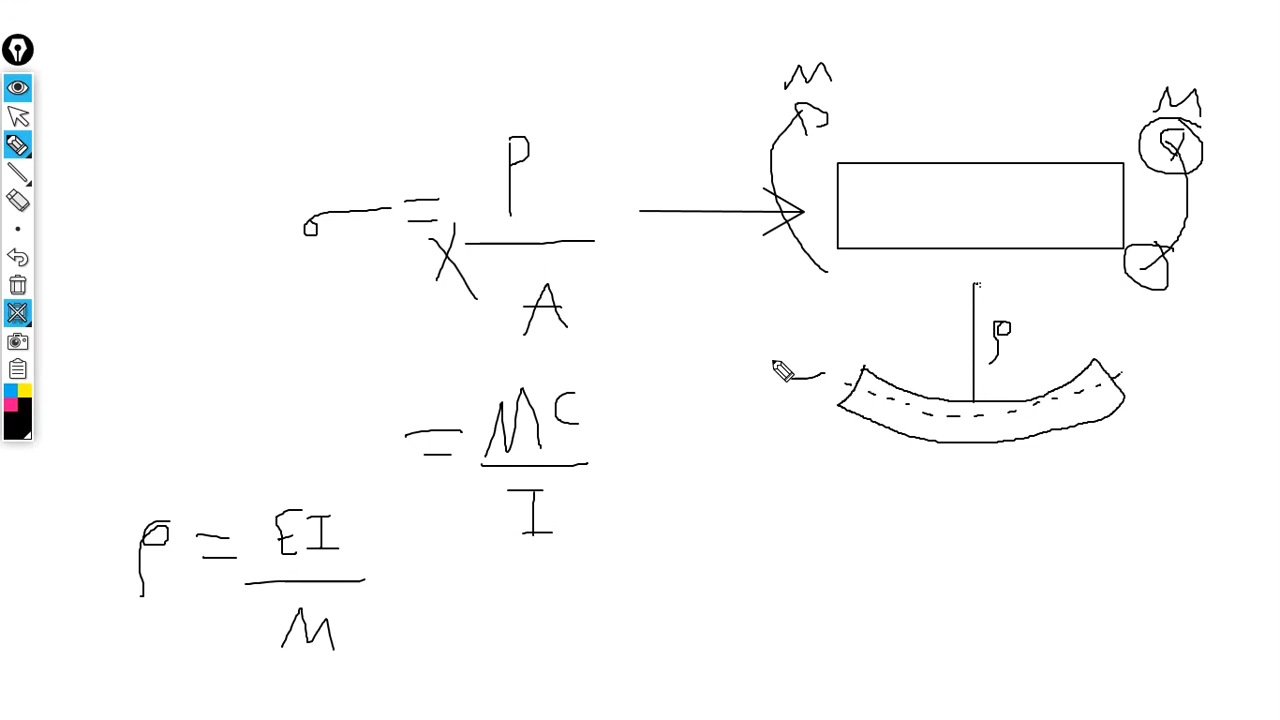 M
M
σ = P / A
ρ
= MC / I
ρ = EI / M